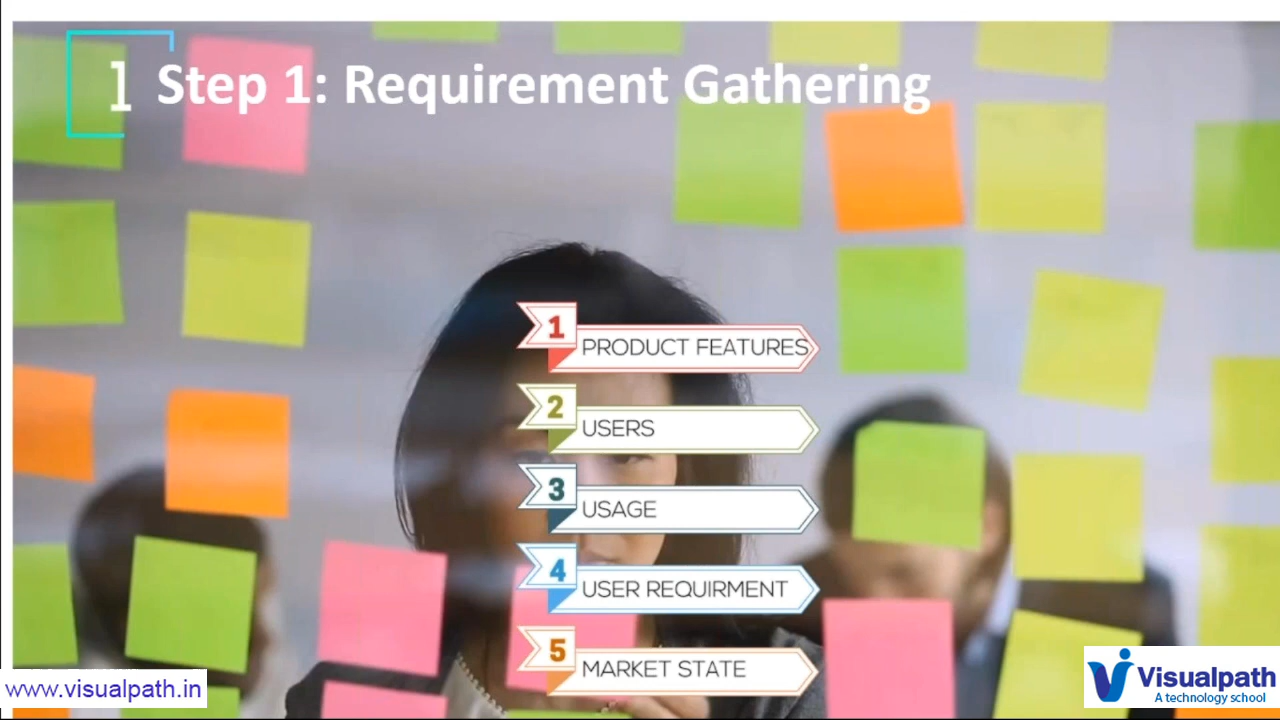 1 Step 1: Requirement Gathering
1 PRODUCT FEATURES
2 USERS
3 USAGE
4 USER REQUIRMENT
5 MARKET STATE
www.visualpath.in
Visualpath
A technology school